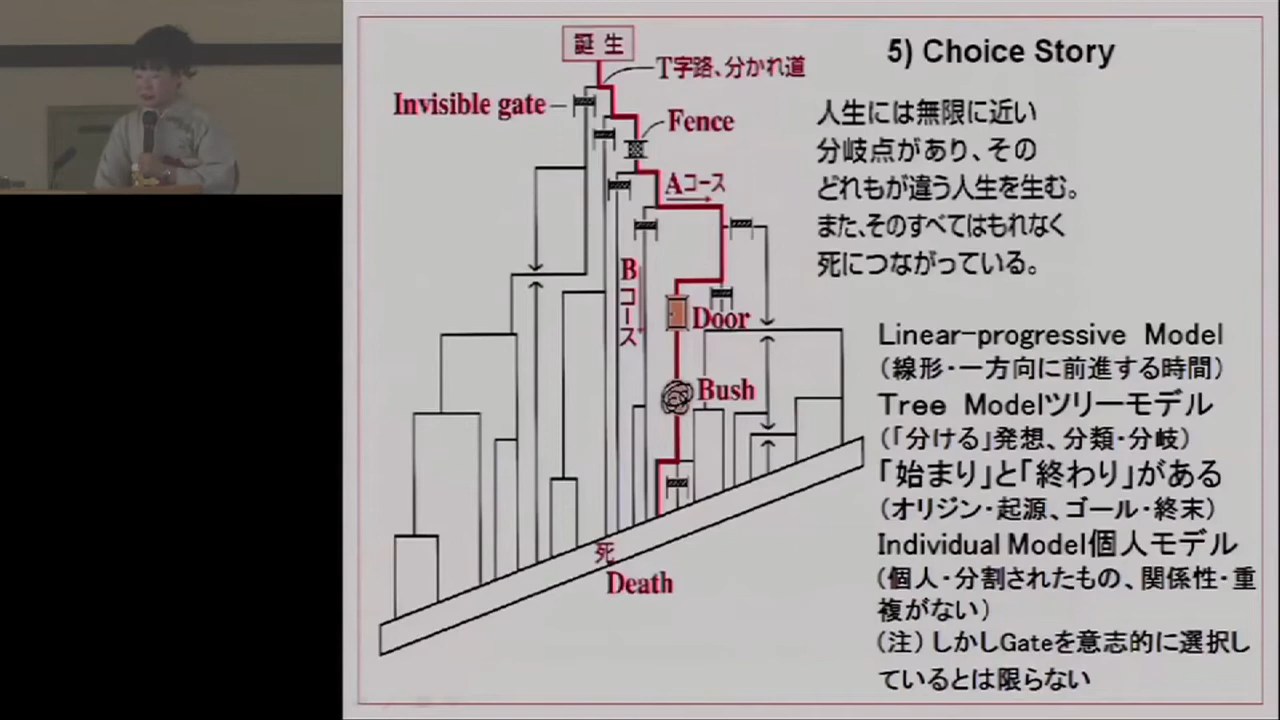 誕生
T字路、分かれ道
Invisible gate
Fence
Aコース
Bコース
Door
Bush
死
Death
5) Choice Story
人生には無限に近い
分岐点があり、その
どれもが違う人生を生む。
また、そのすべてはもれなく
死につながっている。
Linear-progressive Model
（線形・一方向に前進する時間）
Tree Modelツリーモデル
（「分ける」発想、分類・分岐）
「始まり」と「終わり」がある
（オリジン・起源、ゴール・終末）
Individual Model個人モデル
（個人・分割されたもの、関係性・重
複がない）
（注）しかしGateを意志的に選択し
ているとは限らない